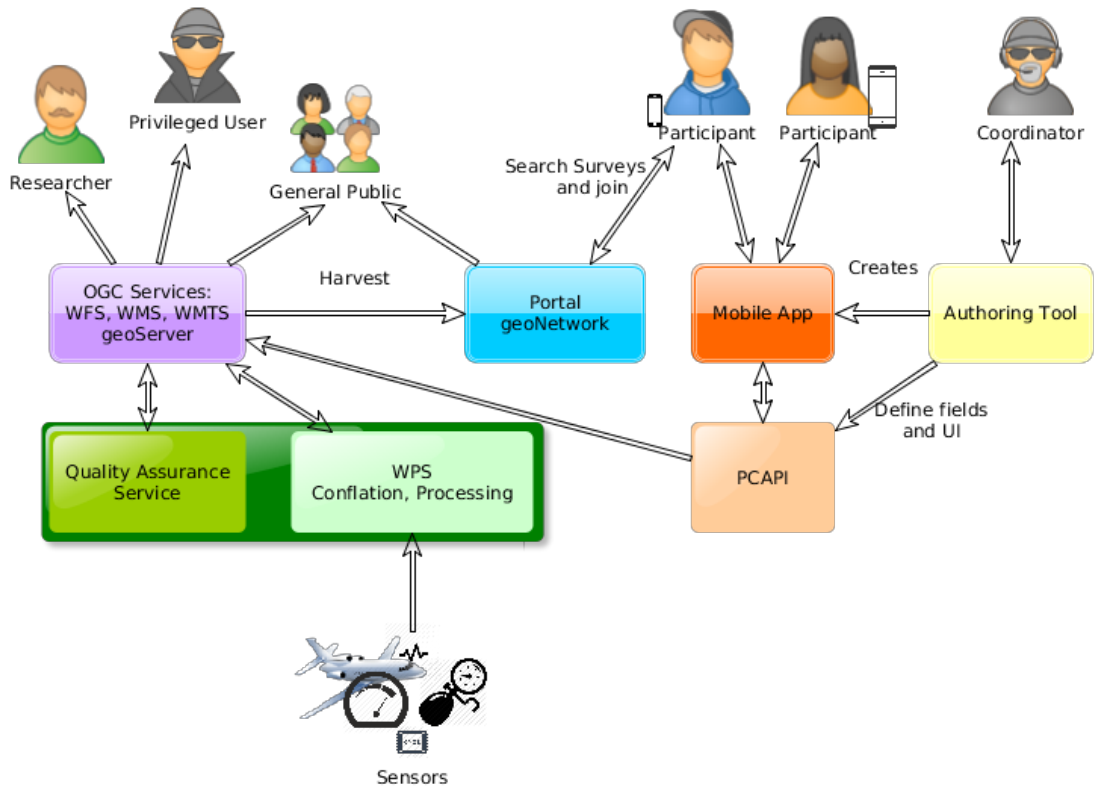 Privileged User
Participant
Participant
Coordinator
Researcher
General Public
Search Surveys
and join
Harvest
Creates
OGC Services:
WFS, WMS, WMTS
geoServer
Portal
geoNetwork
Mobile App
Authoring Tool
Define fields
and UI
Quality Assurance
Service
WPS
Conflation, Processing
PCAPI
Sensors